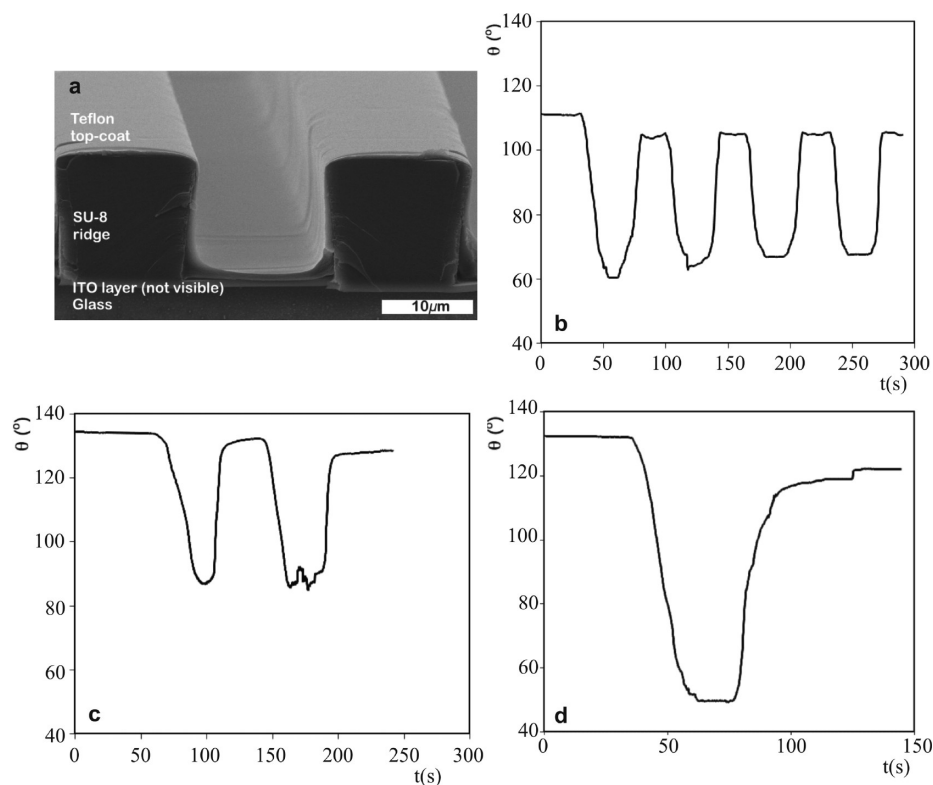 a
Teflon
top-coat
SU-8
ridge
ITO layer (not visible)
Glass
10μm
θ (º)
140
120
100
80
60
40
0 50 100 150 200 250 300
t(s)
b
θ (º)
140
120
100
80
60
40
0 50 100 150 200 250 300
t(s)
c
θ (º)
140
120
100
80
60
40
0 50 100 150
t(s)
d